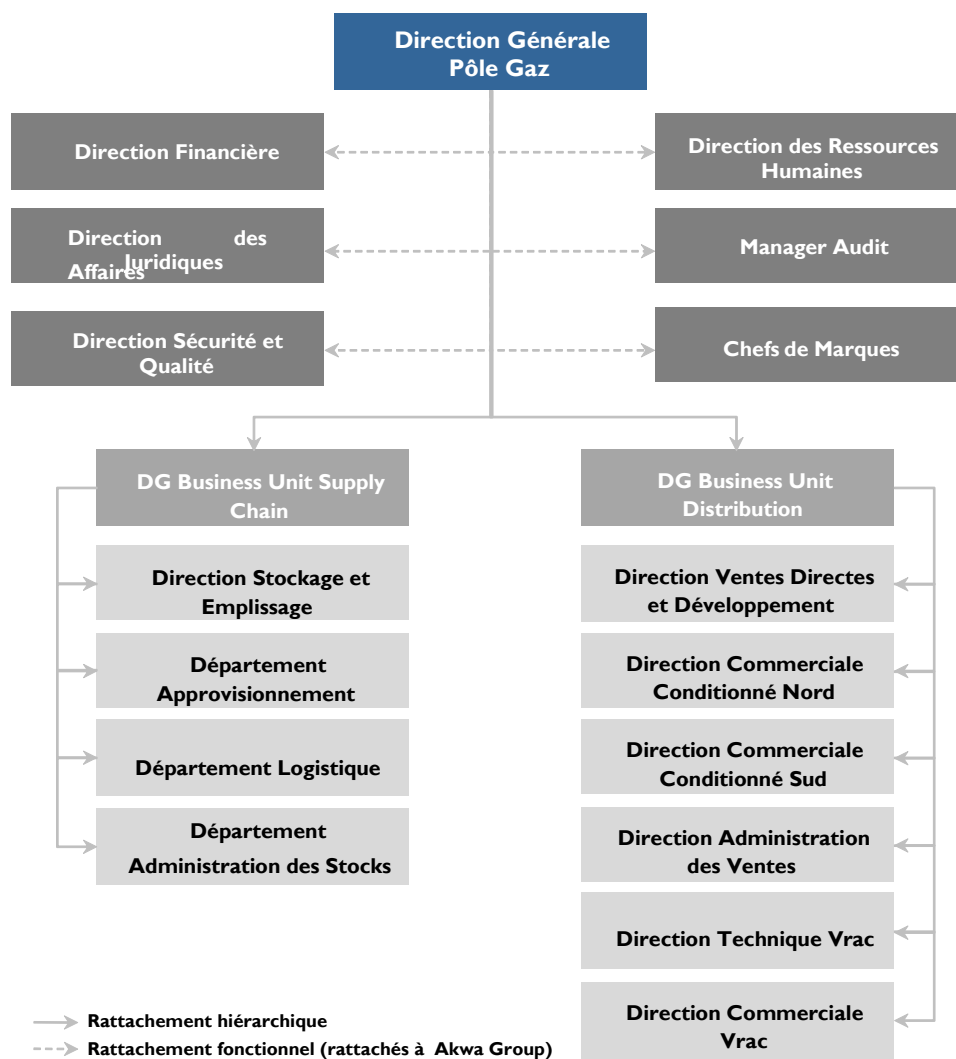 Direction Générale
Pôle Gaz
Direction Financière
Direction des Ressources
Humaines
Direction des
Juridiques
Affaires
Manager Audit
Direction Sécurité et
Qualité
Chefs de Marques
DG Business Unit Supply
Chain
DG Business Unit
Distribution
Direction Stockage et
Emplissage
Département
Approvisionnement
Département Logistique
Département
Administration des Stocks
Direction Ventes Directes
et Développement
Direction Commerciale
Conditionné Nord
Direction Commerciale
Conditionné Sud
Direction Administration
des Ventes
Direction Technique Vrac
Direction Commerciale
Vrac
Rattachement hiérarchique
Rattachement fonctionnel (rattachés à Akwa Group)